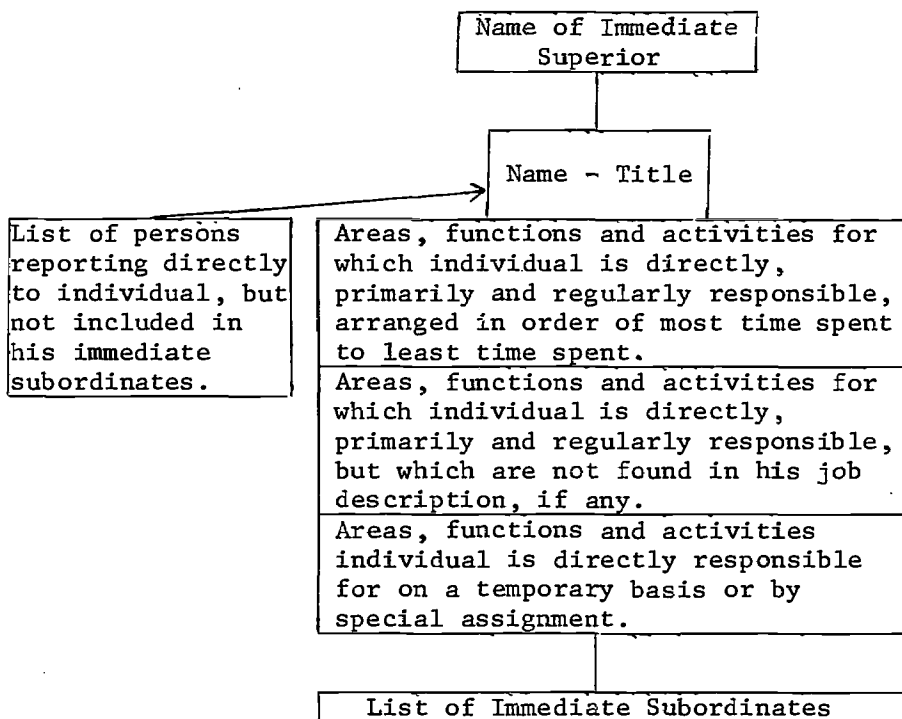 Name of Immediate
Superior
Name - Title
List of persons
reporting directly
to individual, but
not included in
his immediate
subordinates.
Areas, functions and activities for
which individual is directly,
primarily and regularly responsible,
arranged in order of most time spent
to least time spent.
Areas, functions and activities for
which individual is directly,
primarily and regularly responsible,
but which are not found in his job
description, if any.
Areas, functions and activities
individual is directly responsible
for on a temporary basis or by
special assignment.
List of Immediate Subordinates